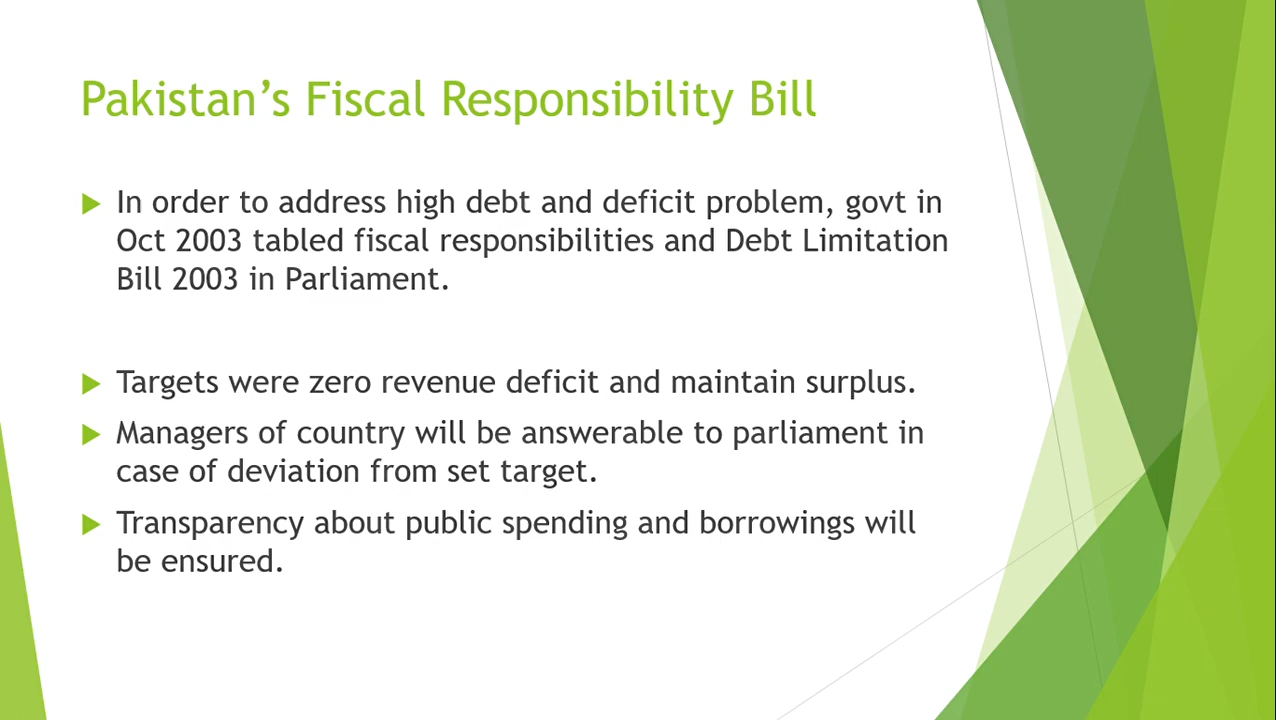 Pakistan’s Fiscal Responsibility Bill
In order to address high debt and deficit problem, govt in
Oct 2003 tabled fiscal responsibilities and Debt Limitation
Bill 2003 in Parliament.
Targets were zero revenue deficit and maintain surplus.
Managers of country will be answerable to parliament in
case of deviation from set target.
Transparency about public spending and borrowings will
be ensured.